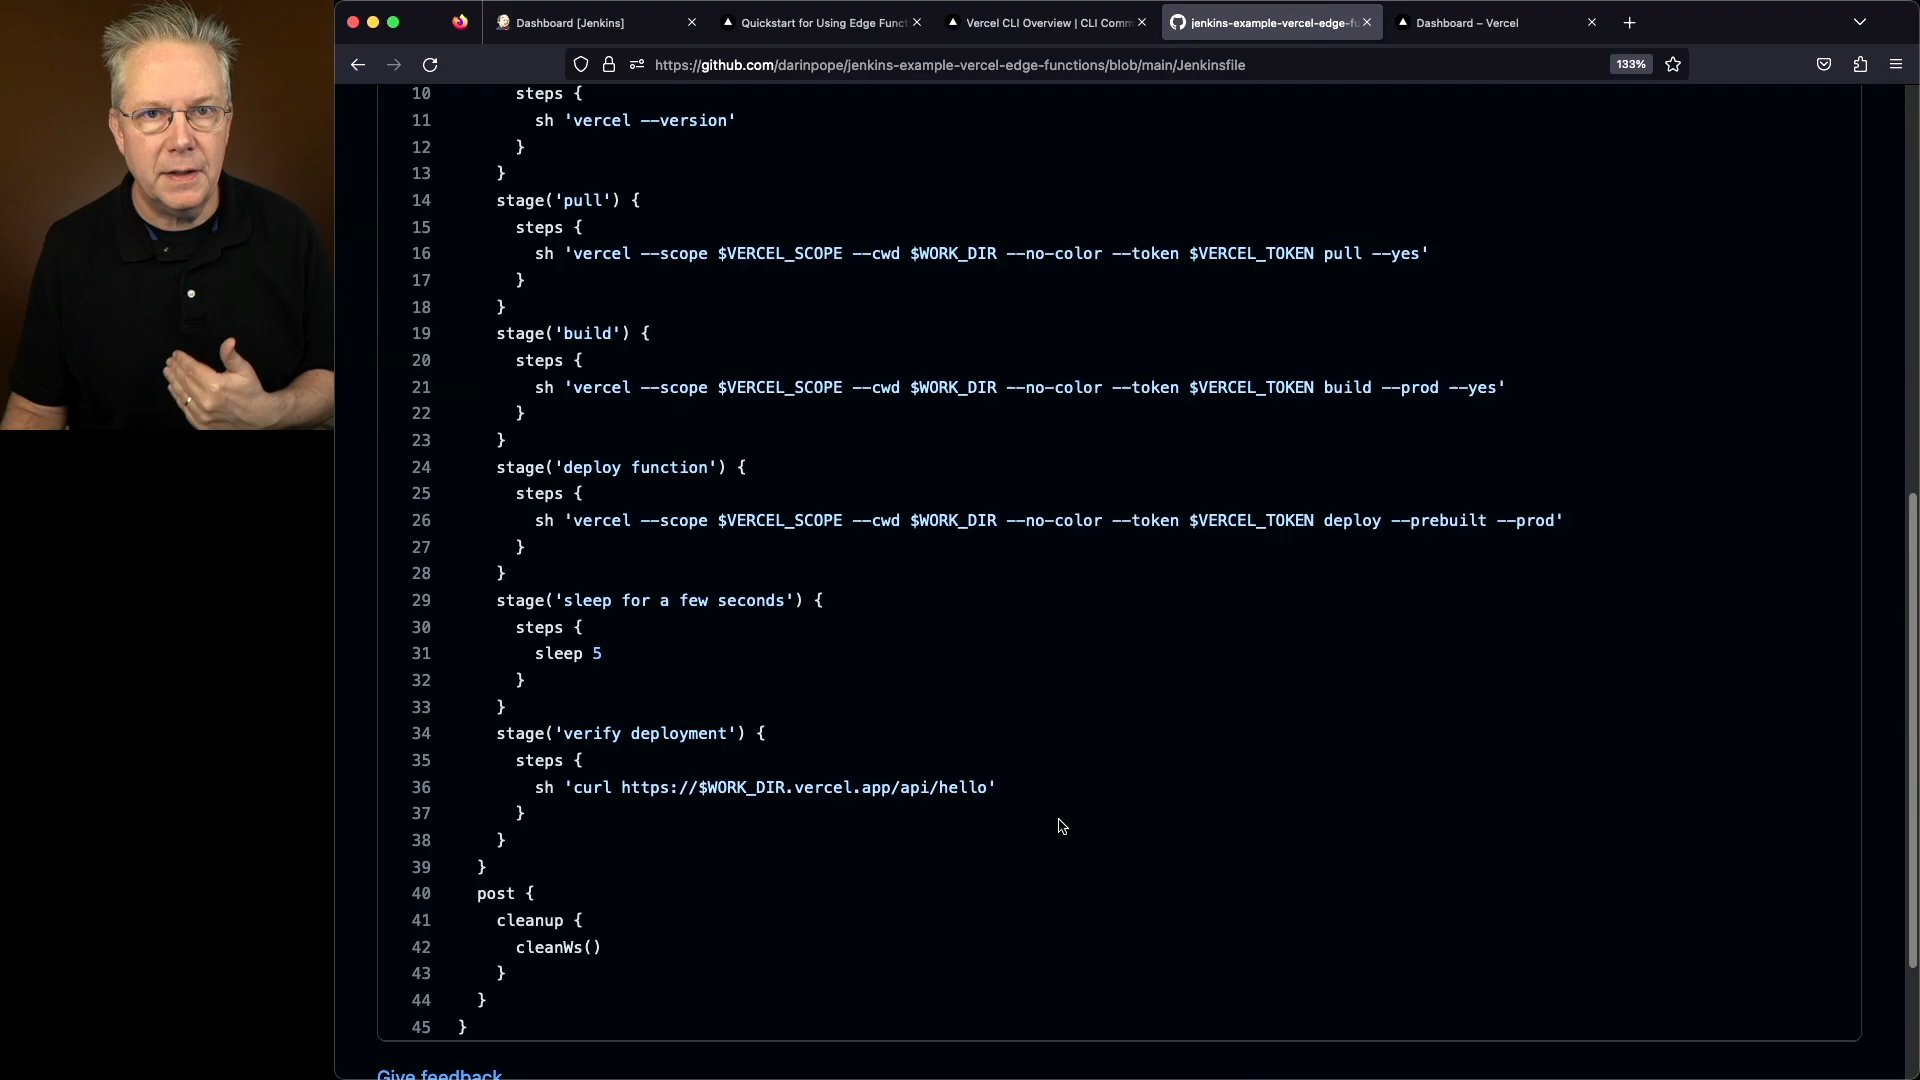 Dashboard [Jenkins]
Quickstart for Using Edge Funct
Vercel CLI Overview | CLI Comm
jenkins-example-vercel-edge-fu
Dashboard – Vercel
https://github.com/darinpope/jenkins-example-vercel-edge-functions/blob/main/Jenkinsfile
133%
10 steps {
11 sh 'vercel --version'
12 }
13 }
14 stage('pull') {
15 steps {
16 sh 'vercel --scope $VERCEL_SCOPE --cwd $WORK_DIR --no-color --token $VERCEL_TOKEN pull --yes'
17 }
18 }
19 stage('build') {
20 steps {
21 sh 'vercel --scope $VERCEL_SCOPE --cwd $WORK_DIR --no-color --token $VERCEL_TOKEN build --prod --yes'
22 }
23 }
24 stage('deploy function') {
25 steps {
26 sh 'vercel --scope $VERCEL_SCOPE --cwd $WORK_DIR --no-color --token $VERCEL_TOKEN deploy --prebuilt --prod'
27 }
28 }
29 stage('sleep for a few seconds') {
30 steps {
31 sleep 5
32 }
33 }
34 stage('verify deployment') {
35 steps {
36 sh 'curl https://$WORK_DIR.vercel.app/api/hello'
37 }
38 }
39 }
40 post {
41 cleanup {
42 cleanWs()
43 }
44 }
45 }
Give feedback